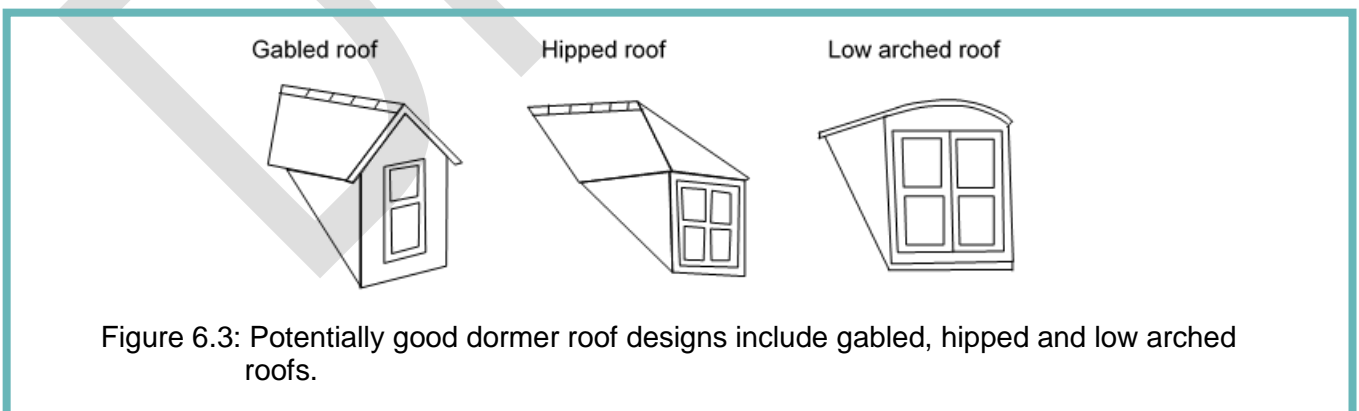 Gabled roof Hipped roof Low arched roof
Figure 6.3: Potentially good dormer roof designs include gabled, hipped and low arched
roofs.